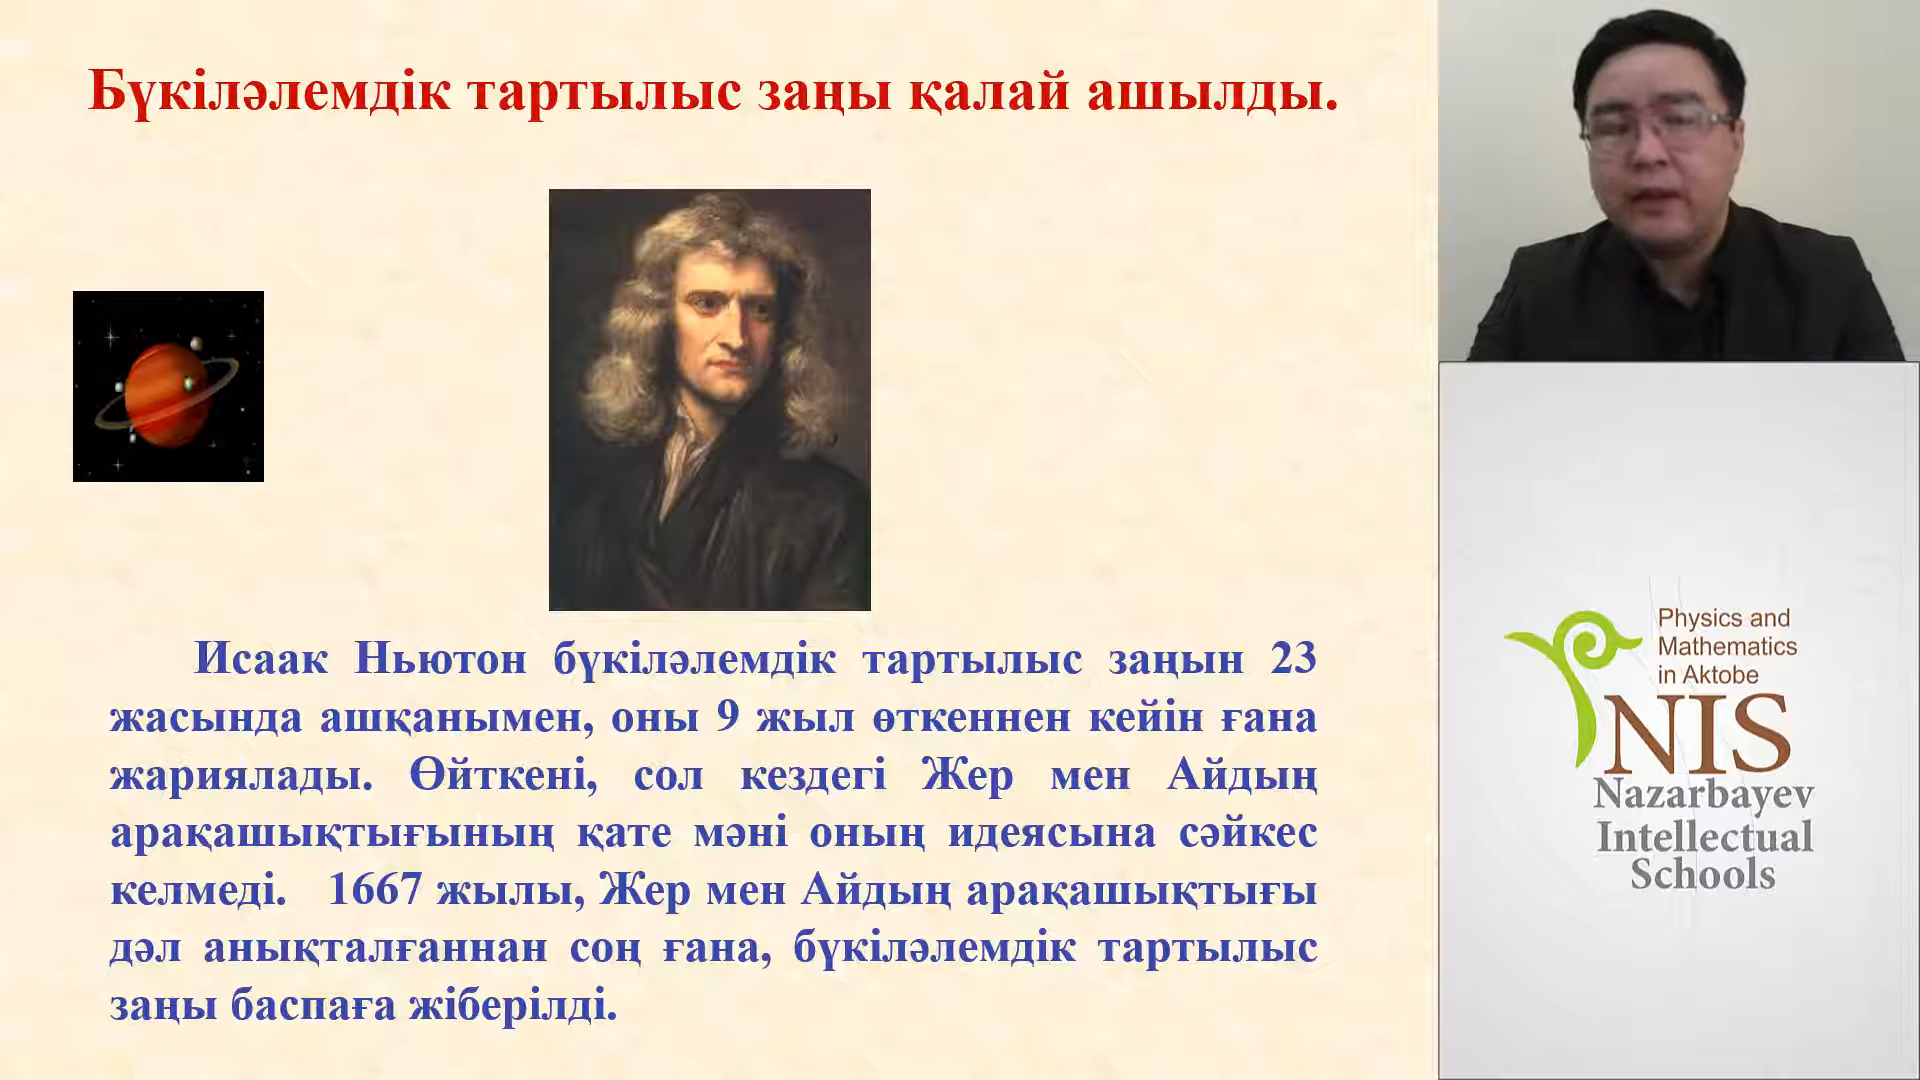 Бүкіләлемдік тартылыс заңы қалай ашылды.
Исаак Ньютон бүкіләлемдік тартылыс заңын 23
жасында ашқанымен, оны 9 жыл өткеннен кейін ғана
жариялады. Өйткені, сол кездегі Жер мен Айдың
арақашықтығының қате мәні оның идеясына сәйкес
келмеді. 1667 жылы, Жер мен Айдың арақашықтығы
дәл анықталғаннан соң ғана, бүкіләлемдік тартылыс
заңы баспаға жіберілді.
Physics and
Mathematics
in Aktobe
NIS
Nazarbayev
Intellectual
Schools